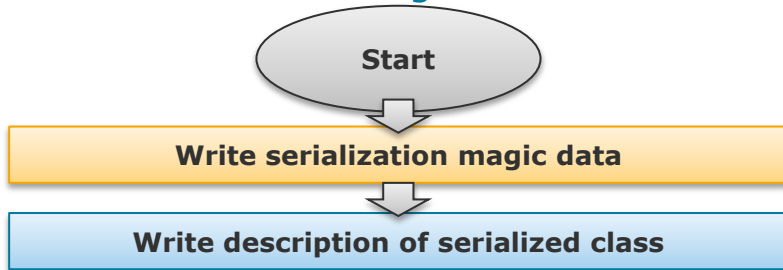 Start
Write serialization magic data
Write description of serialized class